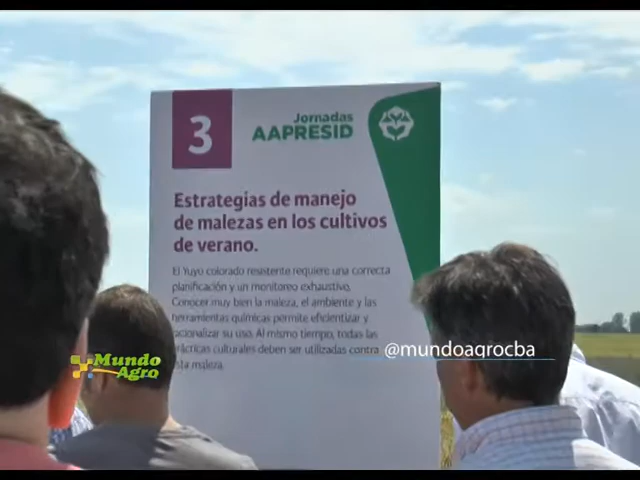 3
Jornadas
AAPRESID
Estrategias de manejo
de malezas en los cultivos
de verano.
El Yuyo colorado resistente requiere una correcta
planificación y un monitoreo exhaustivo.
Conocer muy bien la maleza, el ambiente y las
herramientas químicas permite eficientizar y
racionalizar su uso. Al mismo tiempo, todas las
prácticas culturales deben ser utilizadas contra
esta maleza.
@mundoagrocba
Mundo
Agro